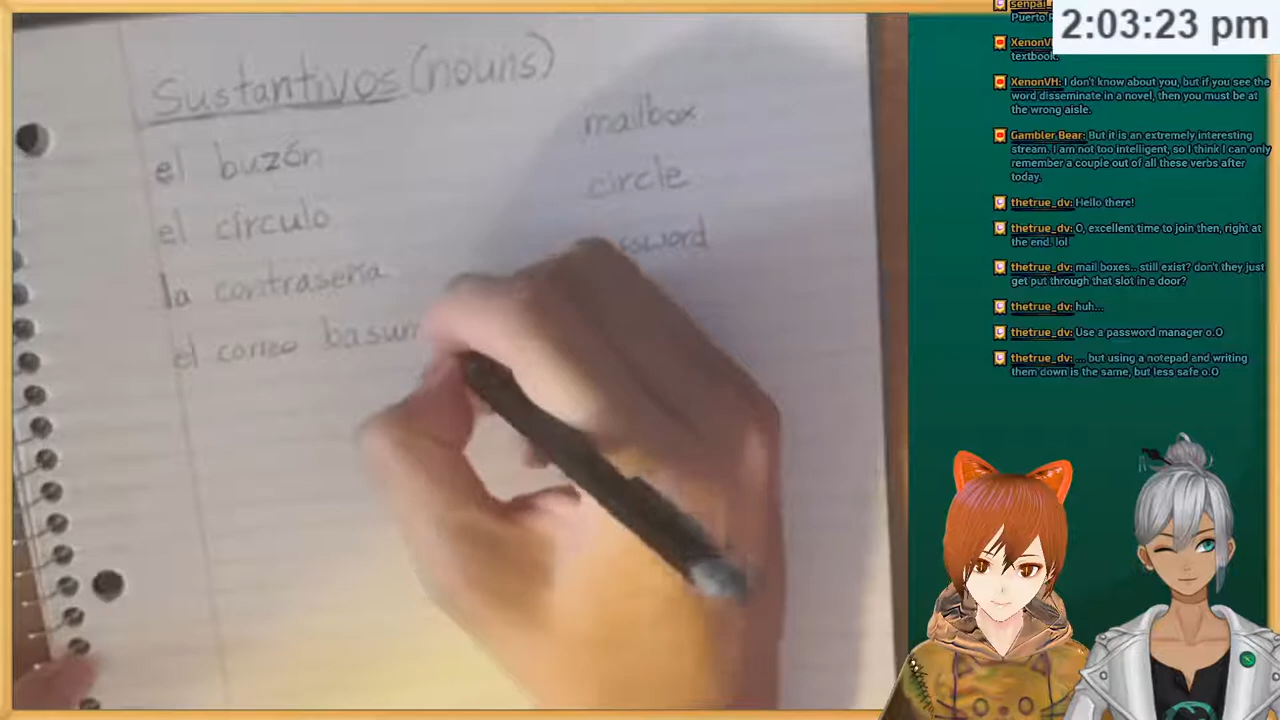 Sustantivos (nouns)
el buzón mailbox
el círculo circle
la contraseña
el correo
senpai
Puerto
2:03:23 pm
textbook.
XenonVH: I don't know about you, but if you see the
word disseminate in a novel, then you must be at
the wrong aisle.
Gambler Bear: But it is an extremely interesting
stream. I am not too intelligent, so I think I can only
remember a couple out of all these verbs after
today.
thetrue_dv: Hello there!
thetrue_dv: O, excellent time to join then, right at
the end. lol
thetrue_dv: mail boxes.. still exist? don't they just
get put through that slot in a door?
thetrue_dv: huh...
thetrue_dv: Use a password manager o.O
thetrue_dv: ... but using a notepad and writing
them down is the same, but less safe o.O